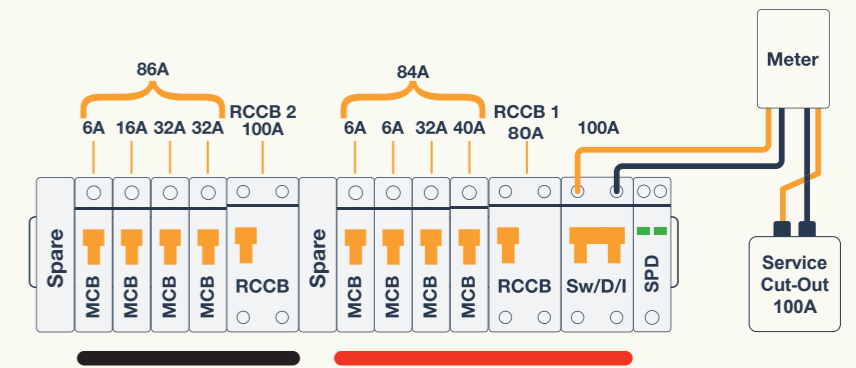 86A
84A
RCCB 2
100A
RCCB 1
80A
6A 16A 32A 32A
6A 6A 32A 40A
100A
Meter
Spare
MCB
MCB
MCB
MCB
RCCB
Spare
MCB
MCB
MCB
MCB
RCCB
Sw/D/I
SPD
Service
Cut-Out
100A